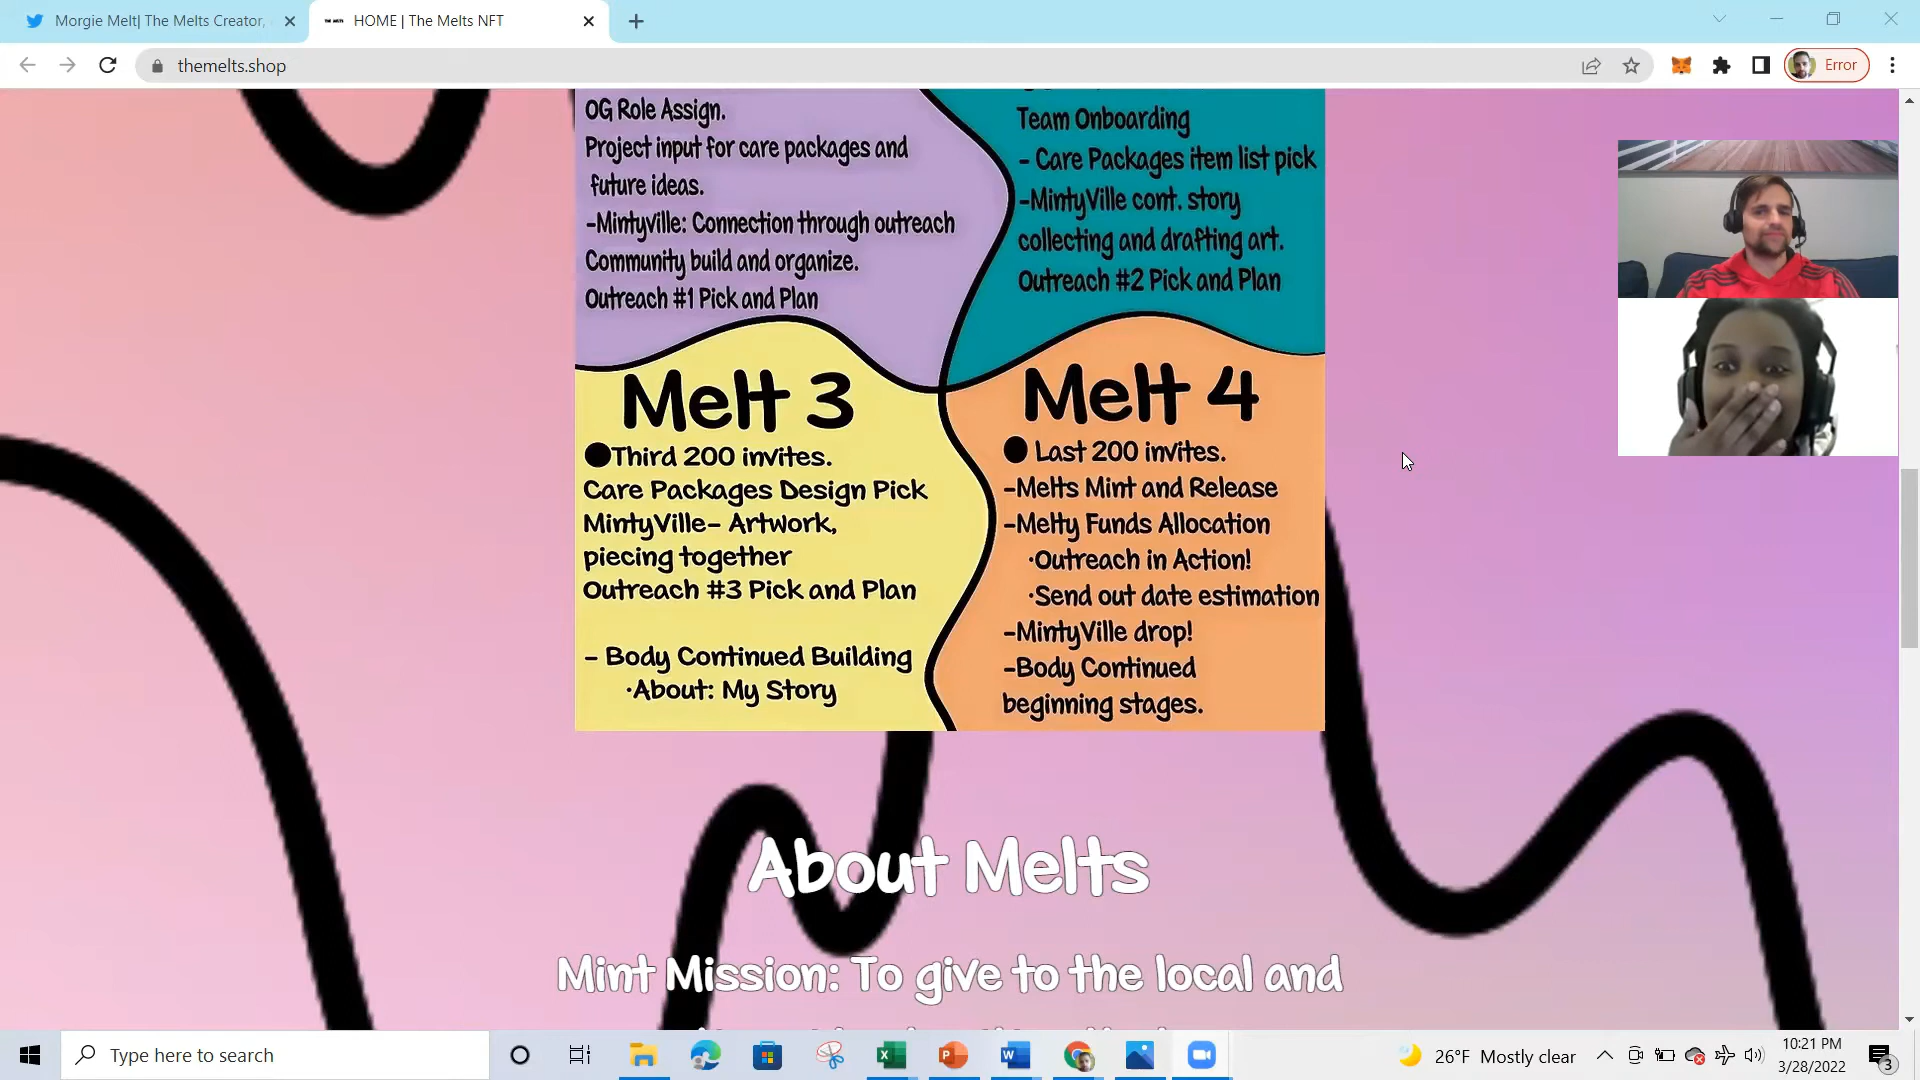 Morgie Melt| The Melts Creator,
HOME | The Melts NFT
themelts.shop
Error
OG Role Assign.
Project input for care packages and
future ideas.
-Mintyville: Connection through outreach
Community build and organize.
Outreach #1 Pick and Plan
Team Onboarding
- Care Packages item list pick
-MintyVille cont. story
collecting and drafting art.
Outreach #2 Pick and Plan
Melt 3
●Third 200 invites.
Care Packages Design Pick
MintyVille- Artwork,
piecing together
Outreach #3 Pick and Plan
- Body Continued Building
·About: My Story
Melt 4
● Last 200 invites.
-Melts Mint and Release
-Melty Funds Allocation
·Outreach in Action!
·Send out date estimation
-MintyVille drop!
-Body Continued
beginning stages.
About Melts
Mint Mission: To give to the local and
Type here to search
26°F Mostly clear
10:21 PM
3/28/2022
3